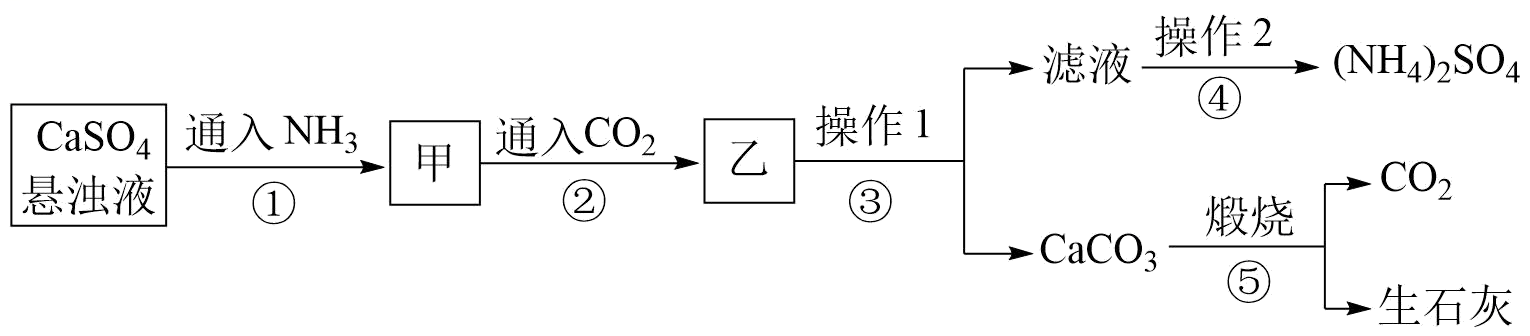 CaSO₄
悬浊液
通入 NH₃
①
甲
通入CO₂
②
乙
操作 1
③
滤液
操作 2
④
(NH₄)₂SO₄
CaCO₃
煅烧
⑤
CO₂
生石灰